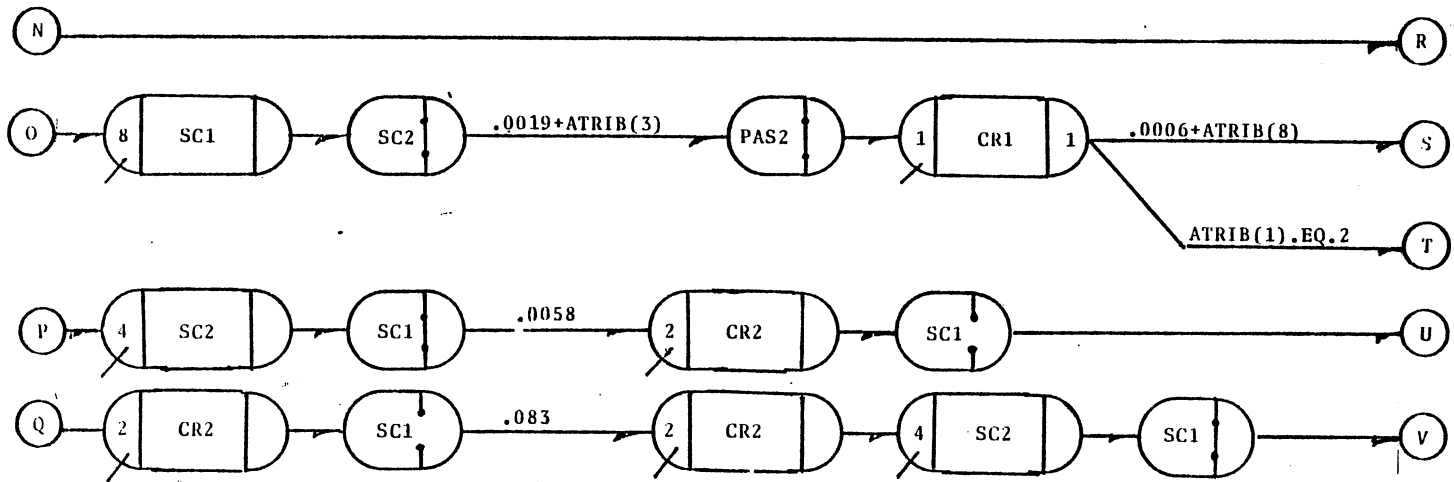 N R
O 8 SC1 SC2 .0019+ATRIB(3) PAS2 1 CR1 1 .0006+ATRIB(8) S
ATRIB(1).EQ.2 T
P 4 SC2 SC1 .0058 2 CR2 SC1 U
Q 2 CR2 SC1 .083 2 CR2 4 SC2 SC1 V